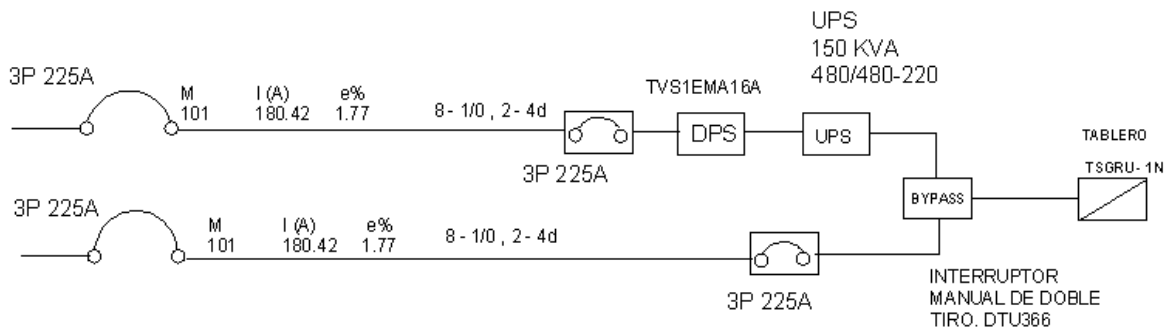 UPS
150 KVA
480/480-220
3P 225A
M I (A) e%
101 180.42 1.77
8 - 1/0 , 2 - 4d
TVS1EMA16A
DPS
UPS
3P 225A
TABLERO
TSGRU- 1N
BYPASS
3P 225A
M I (A) e%
101 180.42 1.77
8 - 1/0 , 2 - 4d
3P 225A
INTERRUPTOR
MANUAL DE DOBLE
TIRO. DTU366